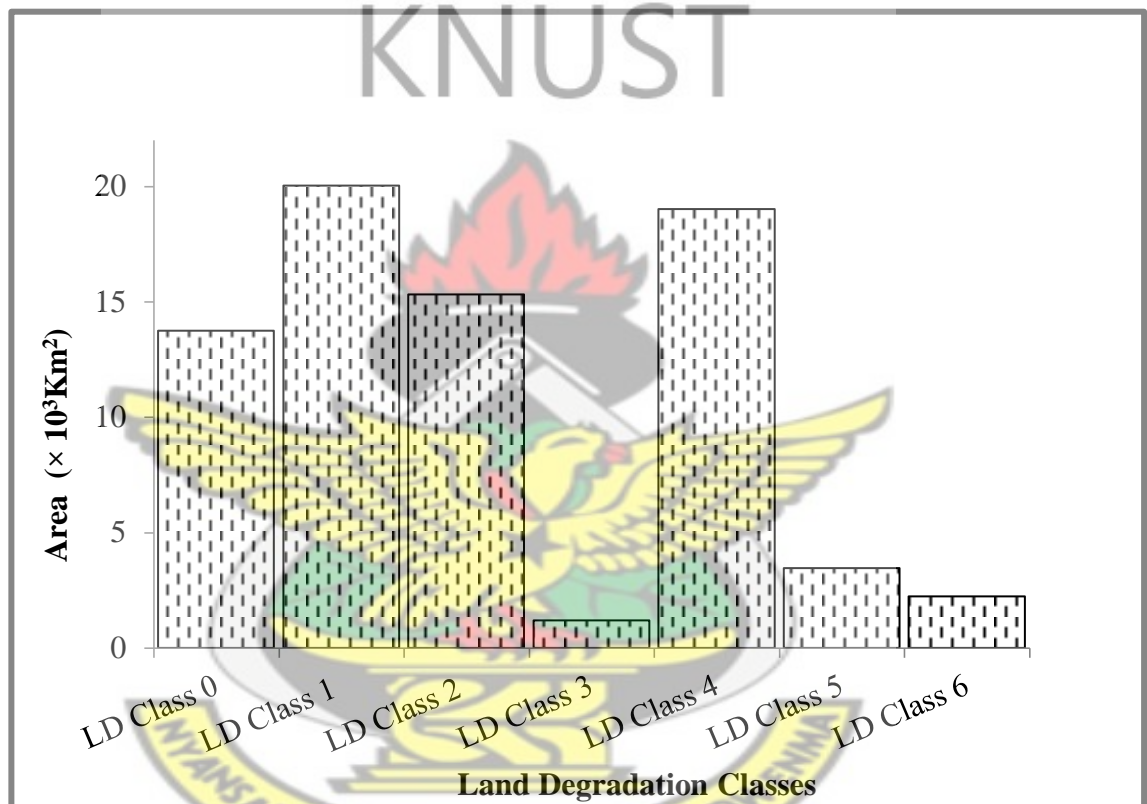 KNUST
20
15
10
5
0
Area (× 10³Km²)
LD Class 0
LD Class 1
LD Class 2
LD Class 3
LD Class 4
LD Class 5
LD Class 6
Land Degradation Classes